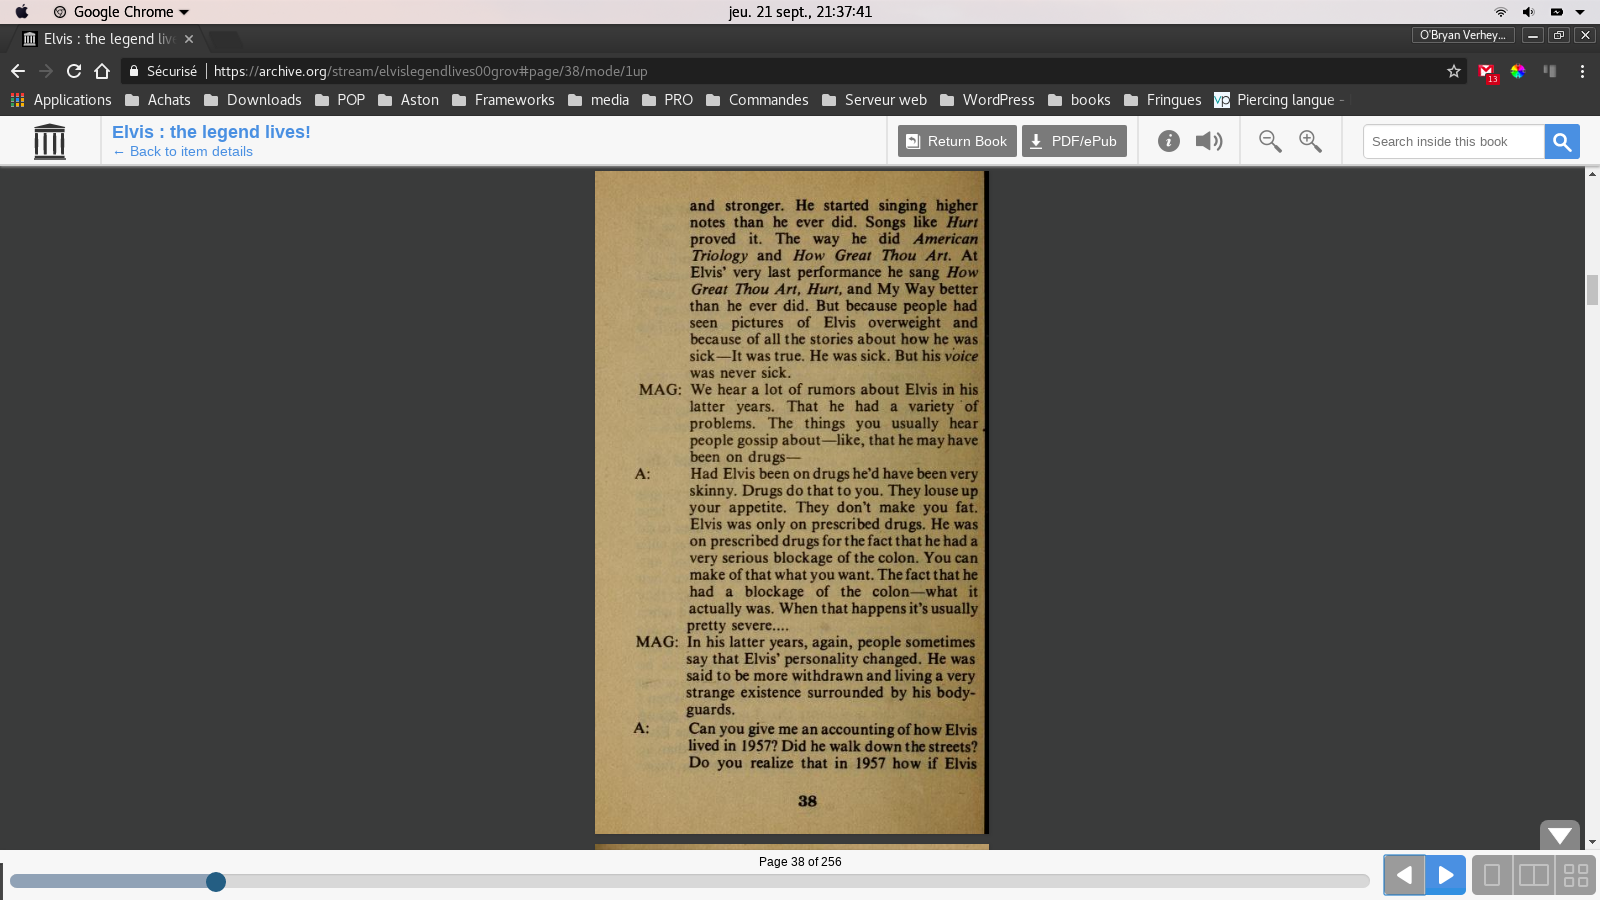 Google Chrome
jeu. 21 sept., 21:37:41
Elvis : the legend live
O'Bryan Verhey...
Sécurisé
https://archive.org/stream/elvislegendlives00grov#page/38/mode/1up
13
Applications
Achats
Downloads
POP
Aston
Frameworks
media
PRO
Commandes
Serveur web
WordPress
books
Fringues
vp
Piercing langue -
Elvis : the legend lives!
← Back to item details
Return Book
PDF/ePub
Search inside this book
and stronger. He started singing higher
notes than he ever did. Songs like Hurt
proved it. The way he did American
Triology and How Great Thou Art. At
Elvis' very last performance he sang How
Great Thou Art, Hurt, and My Way better
than he ever did. But because people had
seen pictures of Elvis overweight and
because of all the stories about how he was
sick—It was true. He was sick. But his voice
was never sick.
MAG: We hear a lot of rumors about Elvis in his
latter years. That he had a variety of
problems. The things you usually hear
people gossip about—like, that he may have
been on drugs—
A: Had Elvis been on drugs he'd have been very
skinny. Drugs do that to you. They louse up
your appetite. They don't make you fat.
Elvis was only on prescribed drugs. He was
on prescribed drugs for the fact that he had a
very serious blockage of the colon. You can
make of that what you want. The fact that he
had a blockage of the colon—what it
actually was. When that happens it's usually
pretty severe....
MAG: In his latter years, again, people sometimes
say that Elvis' personality changed. He was
said to be more withdrawn and living a very
strange existence surrounded by his body-
guards.
A: Can you give me an accounting of how Elvis
lived in 1957? Did he walk down the streets?
Do you realize that in 1957 how if Elvis
38
Page 38 of 256